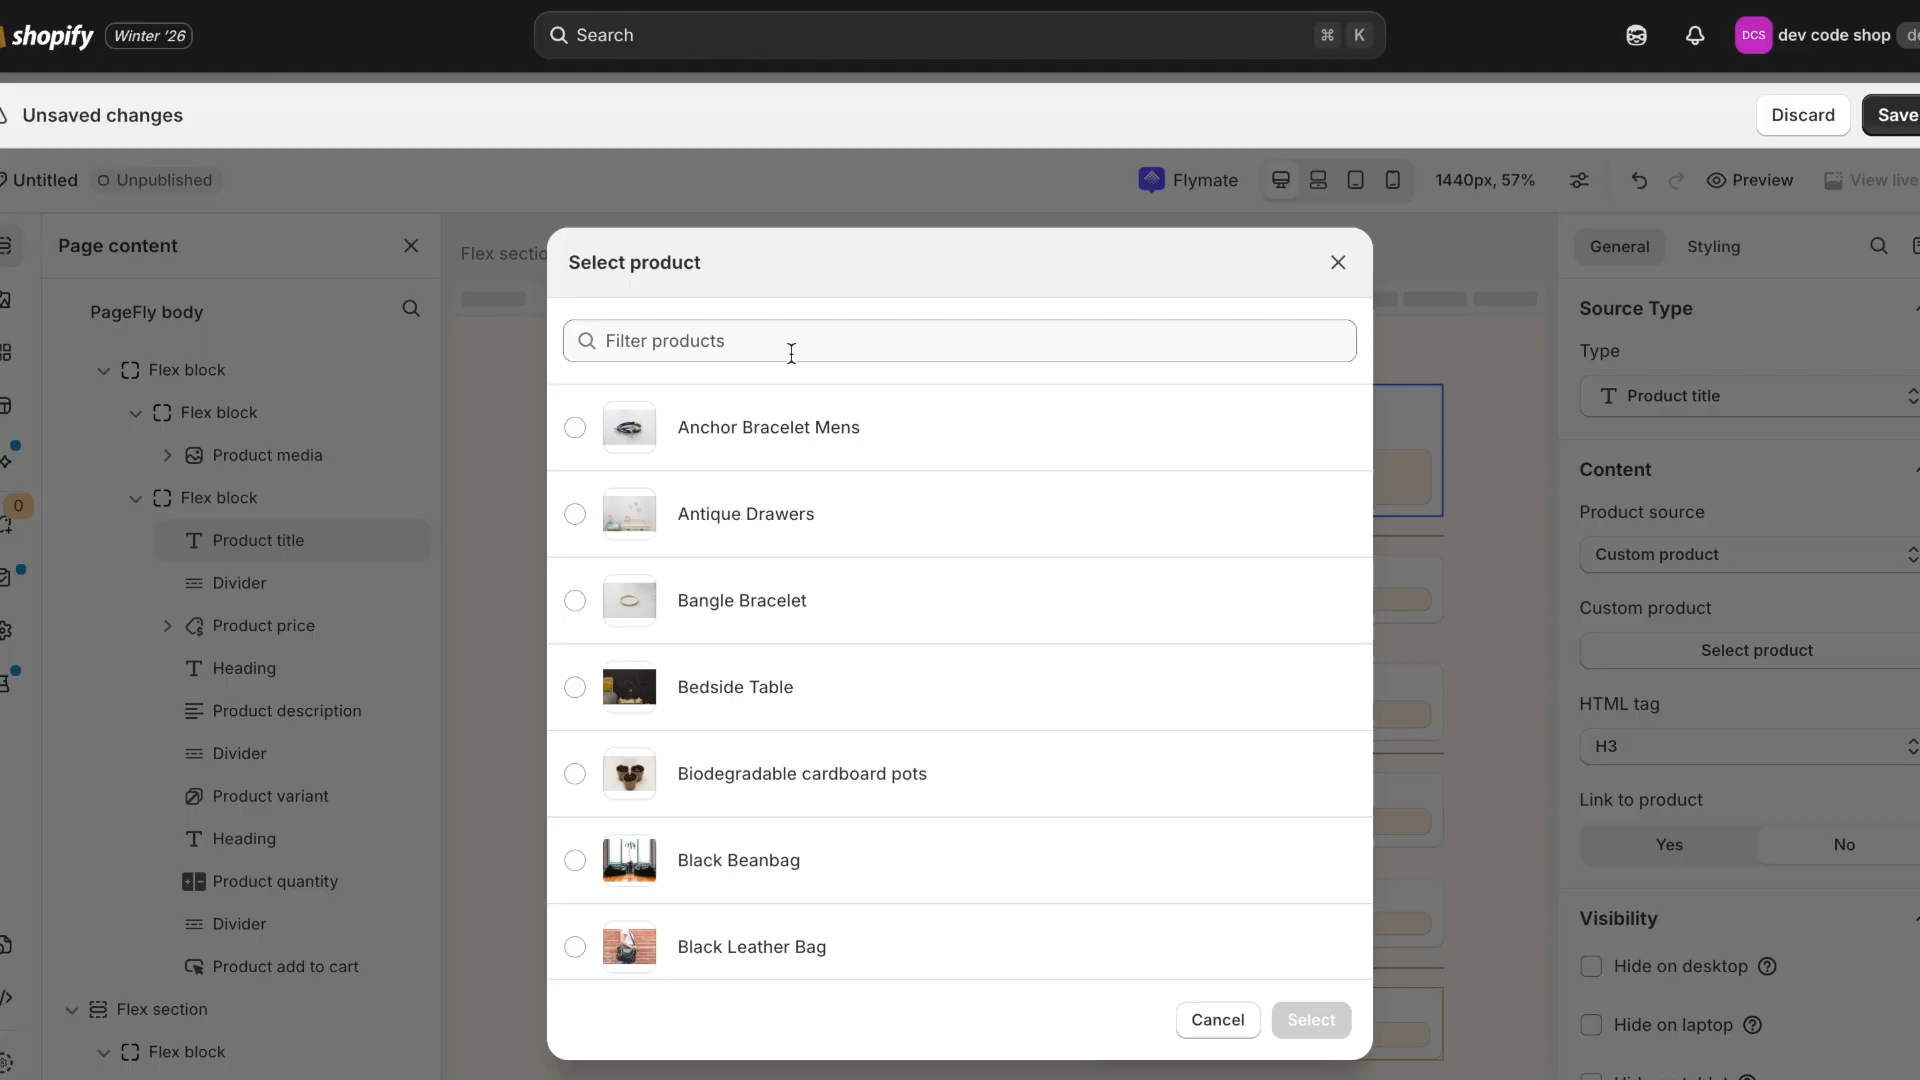 shopify
Winter '26
Search
⌘ K
DCS
dev code shop
Unsaved changes
Discard
Save
Untitled
Unpublished
Flymate
1440px, 57%
Preview
View live
Page content
PageFly body
Flex block
Flex block
Product media
Flex block
Product title
Divider
Product price
Heading
Product description
Divider
Product variant
Heading
Product quantity
Divider
Product add to cart
Flex section
Flex block
0
Select product
Filter products
Anchor Bracelet Mens
Antique Drawers
Bangle Bracelet
Bedside Table
Biodegradable cardboard pots
Black Beanbag
Black Leather Bag
Cancel
Select
General
Styling
Source Type
Type
Product title
Content
Product source
Custom product
Custom product
Select product
HTML tag
H3
Link to product
Yes
No
Visibility
Hide on desktop
Hide on laptop